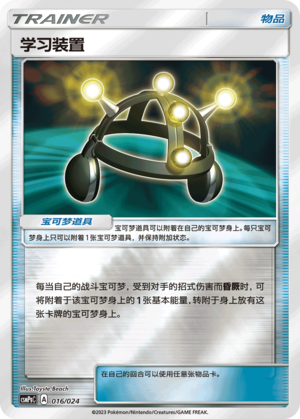 TRAINER
物品
学习装置
宝可梦道具
宝可梦道具可以附着在自己的宝可梦身上。每只宝可
梦身上只可以附着1张宝可梦道具，并保持附加状态。
每当自己的战斗宝可梦，受到对手的招式伤害而昏厥时，可
将附着于该宝可梦身上的1张基本能量，转附于身上放有这
张卡牌的宝可梦身上。
Illus. Toyste Beach
CSMPgC A 016/024
在自己的回合可以使用任意张物品卡。
©2023 Pokémon/Nintendo/Creatures/GAME FREAK.